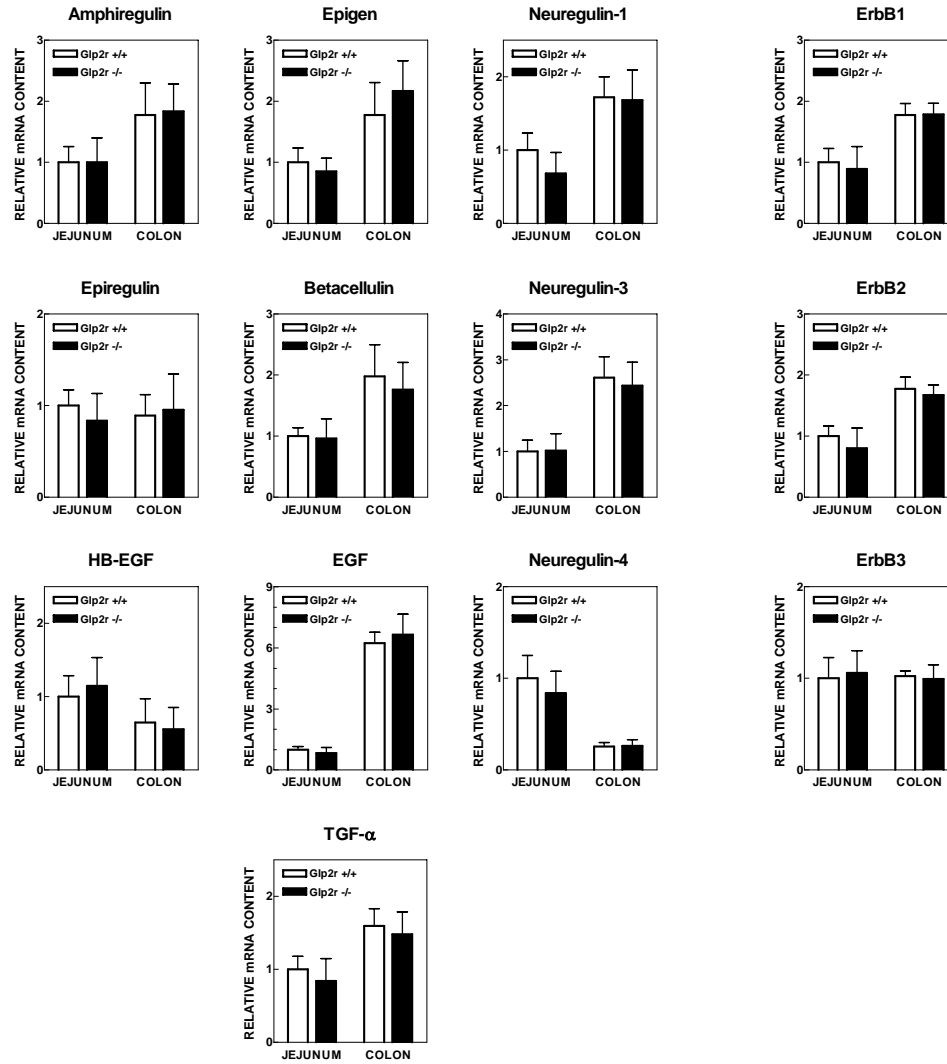 Amphiregulin
RELATIVE mRNA CONTENT
3
2
1
0
Glp2r +/+
Glp2r -/-
JEJUNUM COLON
Epigen
RELATIVE mRNA CONTENT
3
2
1
0
Glp2r +/+
Glp2r -/-
JEJUNUM COLON
Neuregulin-1
RELATIVE mRNA CONTENT
2
1
0
Glp2r +/+
Glp2r -/-
JEJUNUM COLON
ErbB1
RELATIVE mRNA CONTENT
3
2
1
0
Glp2r +/+
Glp2r -/-
JEJUNUM COLON
Epiregulin
RELATIVE mRNA CONTENT
2
1
0
Glp2r +/+
Glp2r -/-
JEJUNUM COLON
Betacellulin
RELATIVE mRNA CONTENT
3
2
1
0
Glp2r +/+
Glp2r -/-
JEJUNUM COLON
Neuregulin-3
RELATIVE mRNA CONTENT
4
3
2
1
0
Glp2r +/+
Glp2r -/-
JEJUNUM COLON
ErbB2
RELATIVE mRNA CONTENT
3
2
1
0
Glp2r +/+
Glp2r -/-
JEJUNUM COLON
HB-EGF
RELATIVE mRNA CONTENT
2
1
0
Glp2r +/+
Glp2r -/-
JEJUNUM COLON
EGF
RELATIVE mRNA CONTENT
9
6
3
0
Glp2r +/+
Glp2r -/-
JEJUNUM COLON
Neuregulin-4
RELATIVE mRNA CONTENT
2
1
0
Glp2r +/+
Glp2r -/-
JEJUNUM COLON
ErbB3
RELATIVE mRNA CONTENT
2
1
0
Glp2r +/+
Glp2r -/-
JEJUNUM COLON
TGF-α
RELATIVE mRNA CONTENT
2
1
0
Glp2r +/+
Glp2r -/-
JEJUNUM COLON